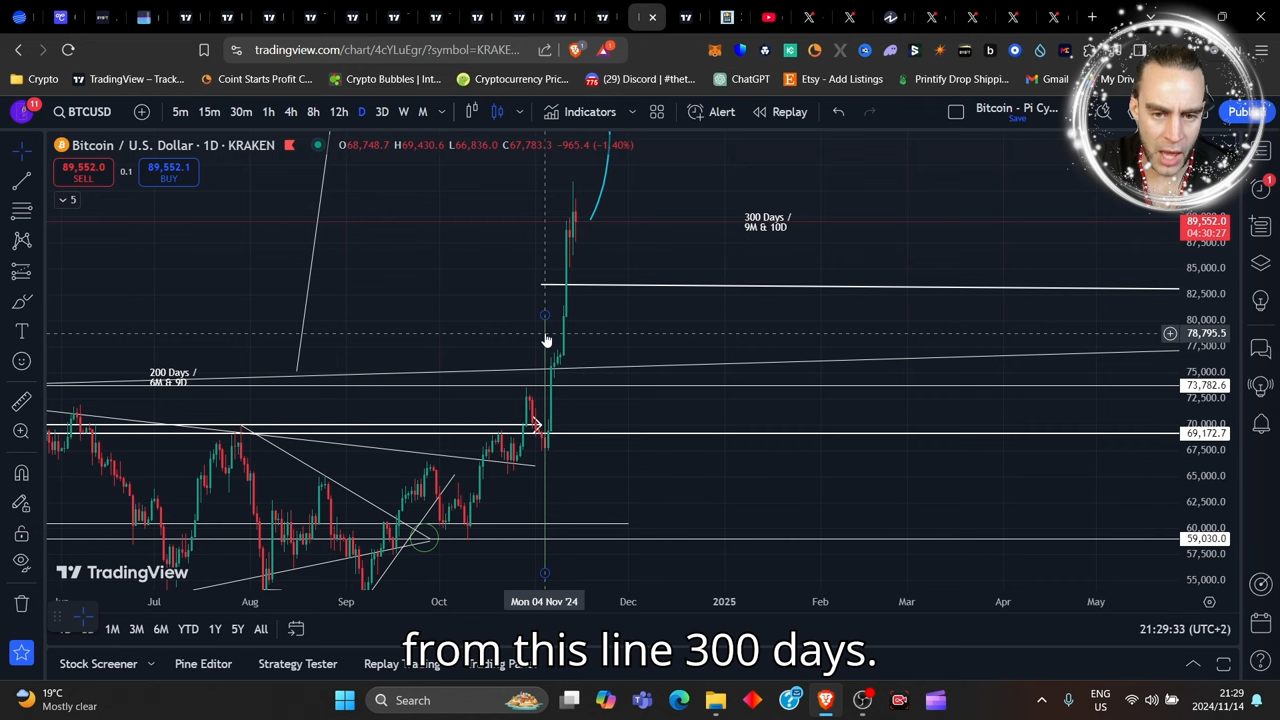 tradingview.com/chart/4cYLuEgr/?symbol=KRAKE...
Crypto
TradingView – Track...
Coint Starts Profit C...
Crypto Bubbles | Int...
Cryptocurrency Pric...
(29) Discord | #thet...
ChatGPT
Etsy - Add Listings
Printify Drop Shippi...
Gmail
My Driv
11
BTCUSD
5m 15m 30m 1h 4h 8h 12h D 3D W M
Indicators
Alert
Replay
Bitcoin - Pi Cy...
Save
Publ
Bitcoin / U.S. Dollar · 1D · KRAKEN
O68,748.7 H69,430.6 L66,836.0 C67,783.3 −965.4 (−1.40%)
89,552.0
SELL
0.1
89,552.1
BUY
5
300 Days /
9M & 10D
200 Days /
6M & 9D
89,552.0
04:30:27
87,500.0
85,000.0
82,500.0
80,000.0
78,795.5
77,500.0
75,000.0
73,782.6
72,500.0
70,000.0
69,172.7
67,500.0
65,000.0
62,500.0
60,000.0
59,030.0
57,500.0
55,000.0
TradingView
Jul Aug Sep Oct Mon 04 Nov '24 Dec 2025 Feb Mar Apr May
1M 3M 6M YTD 1Y 5Y All
21:29:33 (UTC+2)
from this line 300 days.
Stock Screener
Pine Editor
Strategy Tester
Replay Trading
19°C
Mostly clear
Search
ENG
US
21:29
2024/11/14